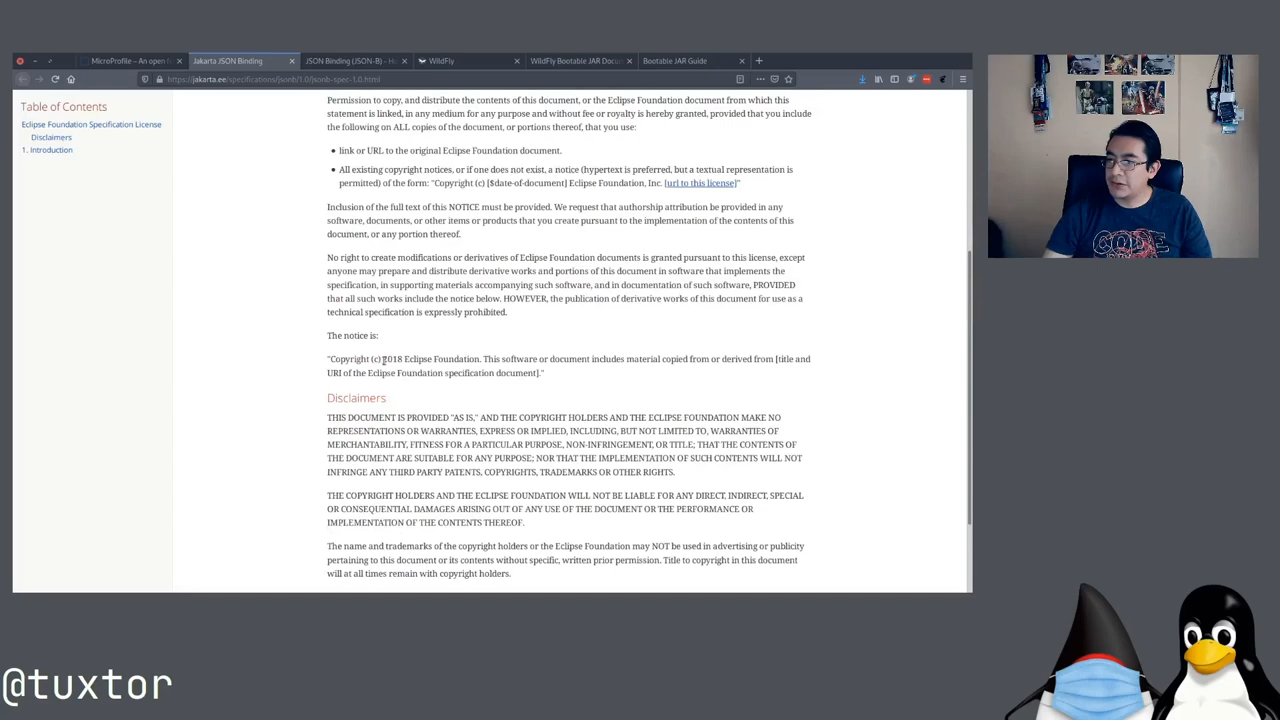 MicroProfile – An open f
Jakarta JSON Binding
JSON Binding (JSON-B) - Ho
WildFly
WildFly Bootable JAR Docu
Bootable JAR Guide
https://jakarta.ee/specifications/jsonb/1.0/jsonb-spec-1.0.html
Table of Contents
Eclipse Foundation Specification License
Disclaimers
1. Introduction
Permission to copy, and distribute the contents of this document, or the Eclipse Foundation document from which this
statement is linked, in any medium for any purpose and without fee or royalty is hereby granted, provided that you include
the following on ALL copies of the document, or portions thereof, that you use:
• link or URL to the original Eclipse Foundation document.
• All existing copyright notices, or if one does not exist, a notice (hypertext is preferred, but a textual representation is
permitted) of the form: "Copyright (c) [$date-of-document] Eclipse Foundation, Inc. [url to this license]"
Inclusion of the full text of this NOTICE must be provided. We request that authorship attribution be provided in any
software, documents, or other items or products that you create pursuant to the implementation of the contents of this
document, or any portion thereof.
No right to create modifications or derivatives of Eclipse Foundation documents is granted pursuant to this license, except
anyone may prepare and distribute derivative works and portions of this document in software that implements the
specification, in supporting materials accompanying such software, and in documentation of such software, PROVIDED
that all such works include the notice below. HOWEVER, the publication of derivative works of this document for use as a
technical specification is expressly prohibited.
The notice is:
"Copyright (c) 2018 Eclipse Foundation. This software or document includes material copied from or derived from [title and
URI of the Eclipse Foundation specification document]."
Disclaimers
THIS DOCUMENT IS PROVIDED "AS IS," AND THE COPYRIGHT HOLDERS AND THE ECLIPSE FOUNDATION MAKE NO
REPRESENTATIONS OR WARRANTIES, EXPRESS OR IMPLIED, INCLUDING, BUT NOT LIMITED TO, WARRANTIES OF
MERCHANTABILITY, FITNESS FOR A PARTICULAR PURPOSE, NON-INFRINGEMENT, OR TITLE; THAT THE CONTENTS OF
THE DOCUMENT ARE SUITABLE FOR ANY PURPOSE; NOR THAT THE IMPLEMENTATION OF SUCH CONTENTS WILL NOT
INFRINGE ANY THIRD PARTY PATENTS, COPYRIGHTS, TRADEMARKS OR OTHER RIGHTS.
THE COPYRIGHT HOLDERS AND THE ECLIPSE FOUNDATION WILL NOT BE LIABLE FOR ANY DIRECT, INDIRECT, SPECIAL
OR CONSEQUENTIAL DAMAGES ARISING OUT OF ANY USE OF THE DOCUMENT OR THE PERFORMANCE OR
IMPLEMENTATION OF THE CONTENTS THEREOF.
The name and trademarks of the copyright holders or the Eclipse Foundation may NOT be used in advertising or publicity
pertaining to this document or its contents without specific, written prior permission. Title to copyright in this document
will at all times remain with copyright holders.
CODE
@tuxtor